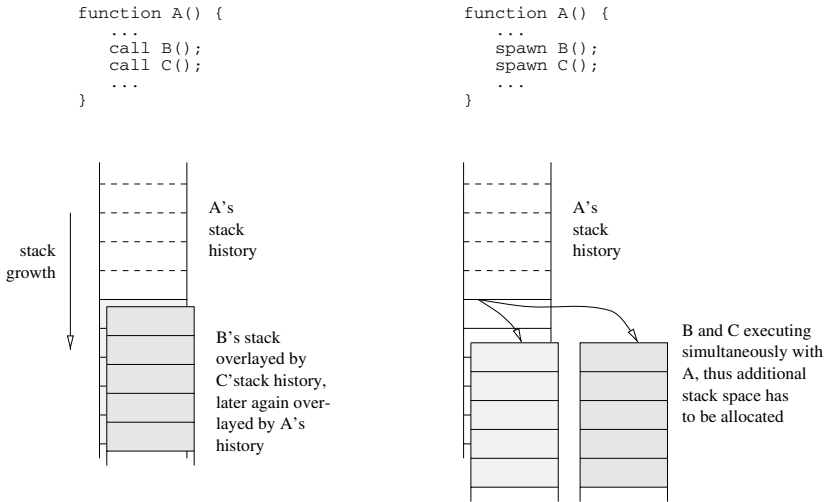 function A() {
...
call B();
call C();
...
}
function A() {
...
spawn B();
spawn C();
...
}
stack
growth
A's
stack
history
B's stack
overlayed by
C'stack history,
later again over-
layed by A's
history
A's
stack
history
B and C executing
simultaneously with
A, thus additional
stack space has
to be allocated